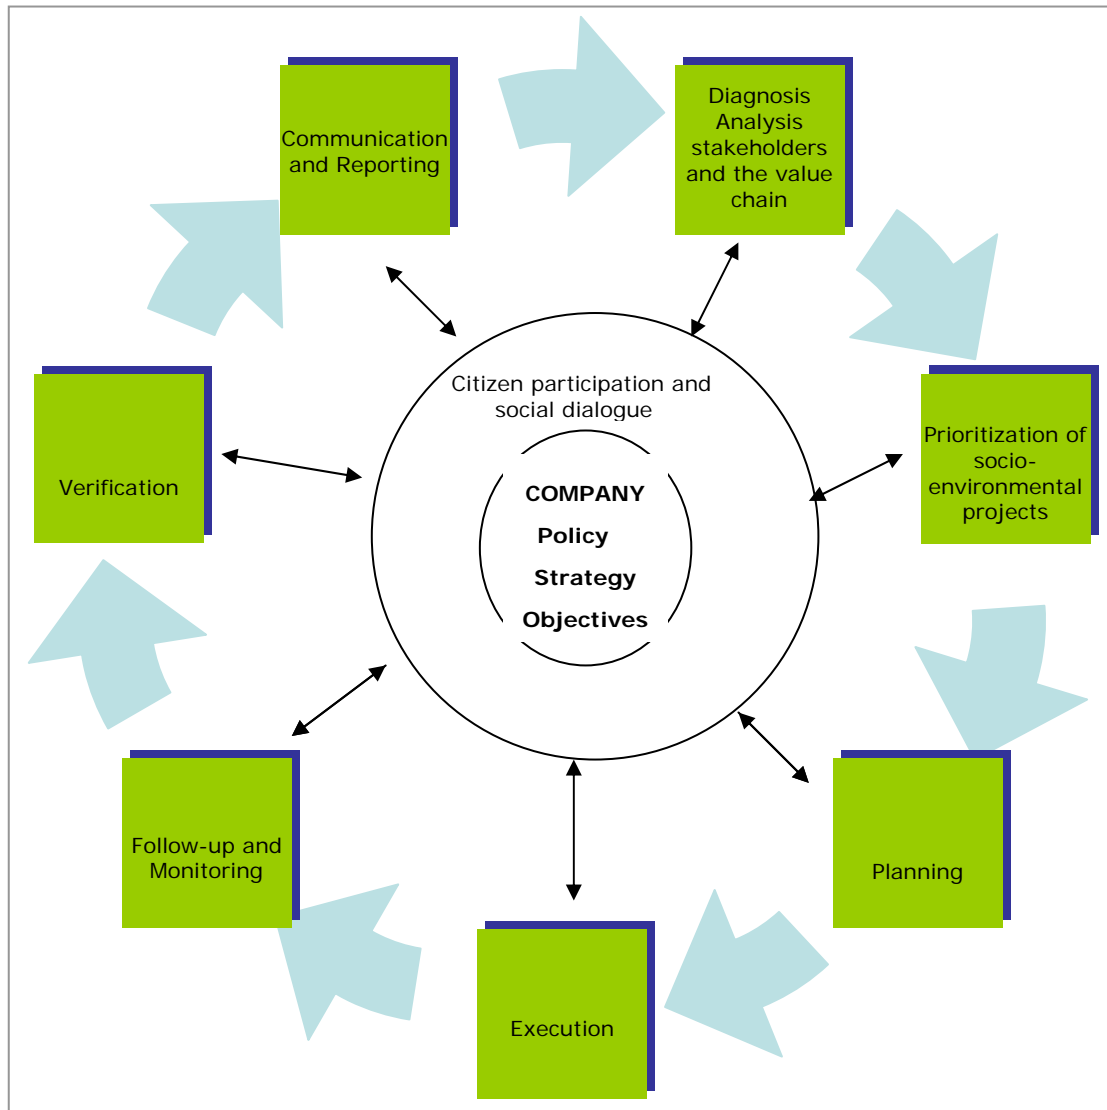 Communication
and Reporting
Diagnosis
Analysis
stakeholders
and the value
chain
Citizen participation and
social dialogue
COMPANY
Policy
Strategy
Objectives
Prioritization of
socio-
environmental
projects
Verification
Follow-up and
Monitoring
Planning
Execution